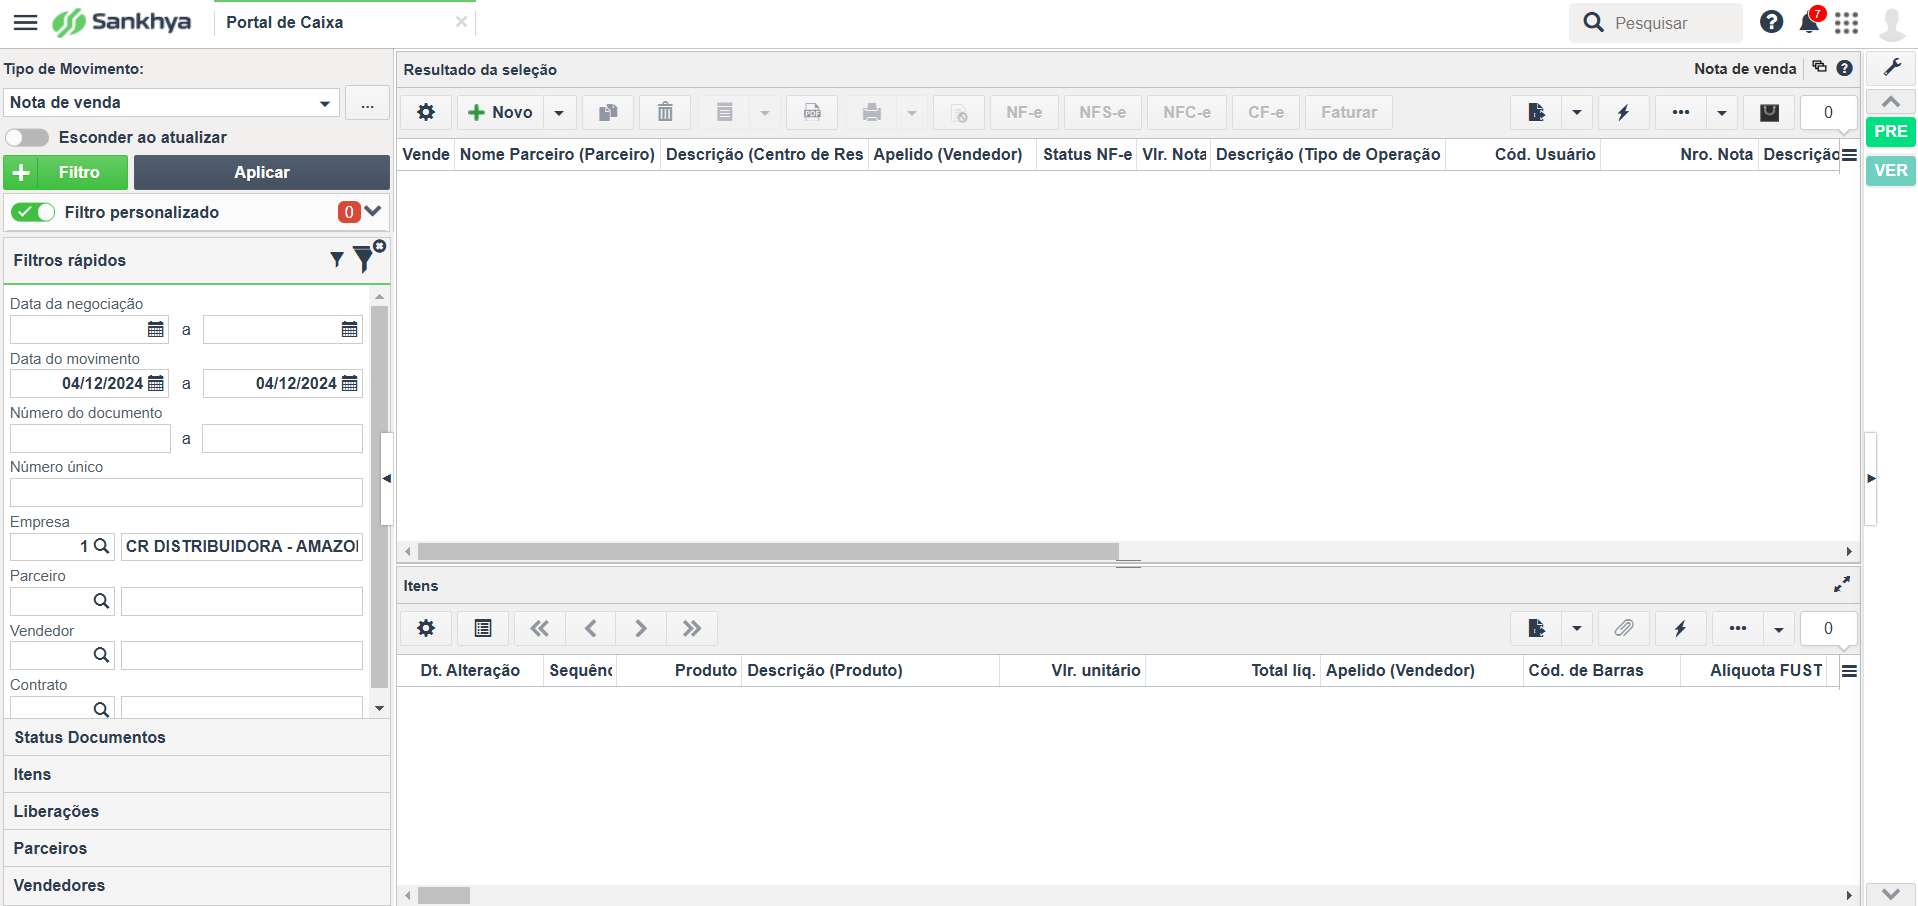 Sankhya
Portal de Caixa
Pesquisar
7
Tipo de Movimento:
Nota de venda
...
Esconder ao atualizar
Filtro
Aplicar
Filtro personalizado
0
Filtros rápidos
Data da negociação
a
Data do movimento
04/12/2024
a
04/12/2024
Número do documento
a
Número único
Empresa
1
CR DISTRIBUIDORA - AMAZO
Parceiro
Vendedor
Contrato
Status Documentos
Itens
Liberações
Parceiros
Vendedores
Resultado da seleção
Nota de venda
Novo
PDF
NF-e
NFS-e
NFC-e
CF-e
Faturar
0
Vende
Nome Parceiro (Parceiro)
Descrição (Centro de Res
Apelido (Vendedor)
Status NF-e
Vlr. Nota
Descrição (Tipo de Operação
Cód. Usuário
Nro. Nota
Descrição
Itens
0
Dt. Alteração
Sequênc
Produto
Descrição (Produto)
Vlr. unitário
Total líq.
Apelido (Vendedor)
Cód. de Barras
Alíquota FUST
PRE
VER